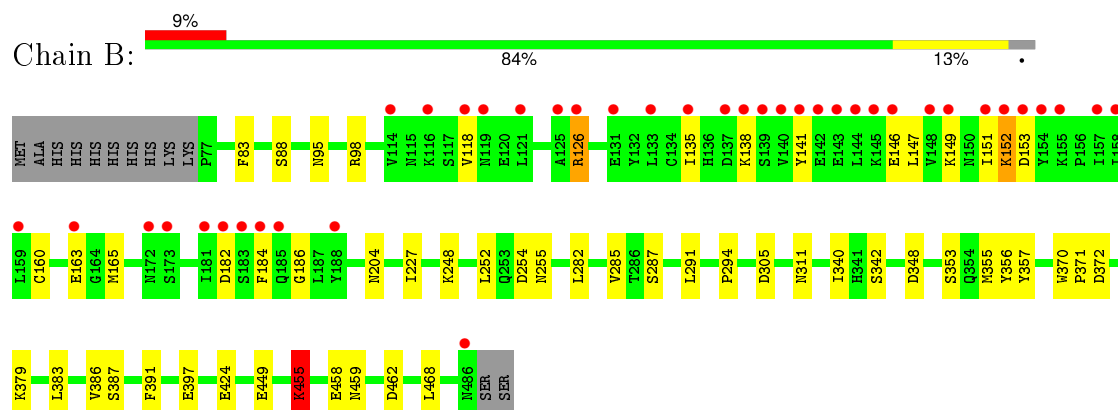 Chain B:
9%
84%
13%
•
MET ALA HIS HIS HIS HIS HIS HIS LYS LYS P77 F83 S88 N95 R98 V114 N115 K116 S117 V118 N119 E120 L121 A125 R126 E131 Y132 L133 C134 I135 H136 D137 K138 S139 V140 Y141 E142 E143 L144 K145 E146 L147 V148 K149 N150 I151 K152 D153 Y154 K155 P156 I157
L159 C160 E163 G164 M165 N172 S173 I181 D182 S183 F184 Q185 G186 L187 Y188 N204 I227 K248 L252 Q253 D254 N255 L282 V285 T286 S287 L291 P294 D305 N311 I340 H341 S342 D348 S353 Q354 M355 Y356 Y357 W370 P371 D372
K379 L383 V386 S387 F391 E397 E424 E449 K455 E458 N459 D462 L468 N486 SER SER